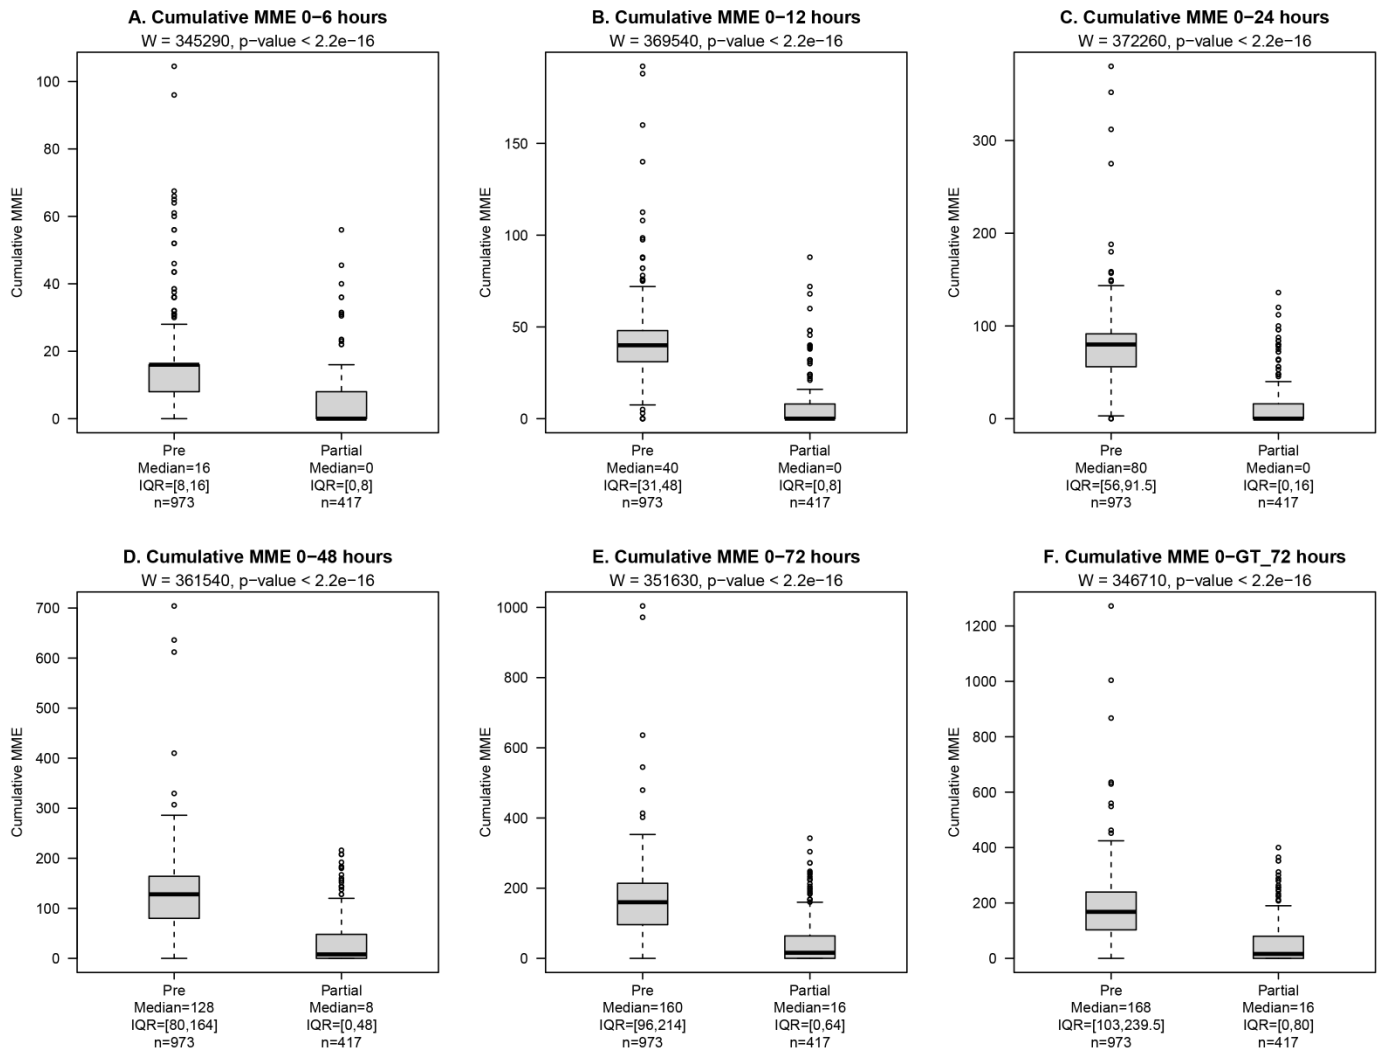 A. Cumulative MME 0−6 hours
W = 345290, p−value < 2.2e−16
Cumulative MME
100
80
60
40
20
0
Pre
Median=16
IQR=[8,16]
n=973
Partial
Median=0
IQR=[0,8]
n=417
B. Cumulative MME 0−12 hours
W = 369540, p−value < 2.2e−16
Cumulative MME
150
100
50
0
Pre
Median=40
IQR=[31,48]
n=973
Partial
Median=0
IQR=[0,8]
n=417
C. Cumulative MME 0−24 hours
W = 372260, p−value < 2.2e−16
Cumulative MME
300
200
100
0
Pre
Median=80
IQR=[56,91.5]
n=973
Partial
Median=0
IQR=[0,16]
n=417
D. Cumulative MME 0−48 hours
W = 361540, p−value < 2.2e−16
Cumulative MME
700
600
500
400
300
200
100
0
Pre
Median=128
IQR=[80,164]
n=973
Partial
Median=8
IQR=[0,48]
n=417
E. Cumulative MME 0−72 hours
W = 351630, p−value < 2.2e−16
Cumulative MME
1000
800
600
400
200
0
Pre
Median=160
IQR=[96,214]
n=973
Partial
Median=16
IQR=[0,64]
n=417
F. Cumulative MME 0−GT_72 hours
W = 346710, p−value < 2.2e−16
Cumulative MME
1200
1000
800
600
400
200
0
Pre
Median=168
IQR=[103,239.5]
n=973
Partial
Median=16
IQR=[0,80]
n=417